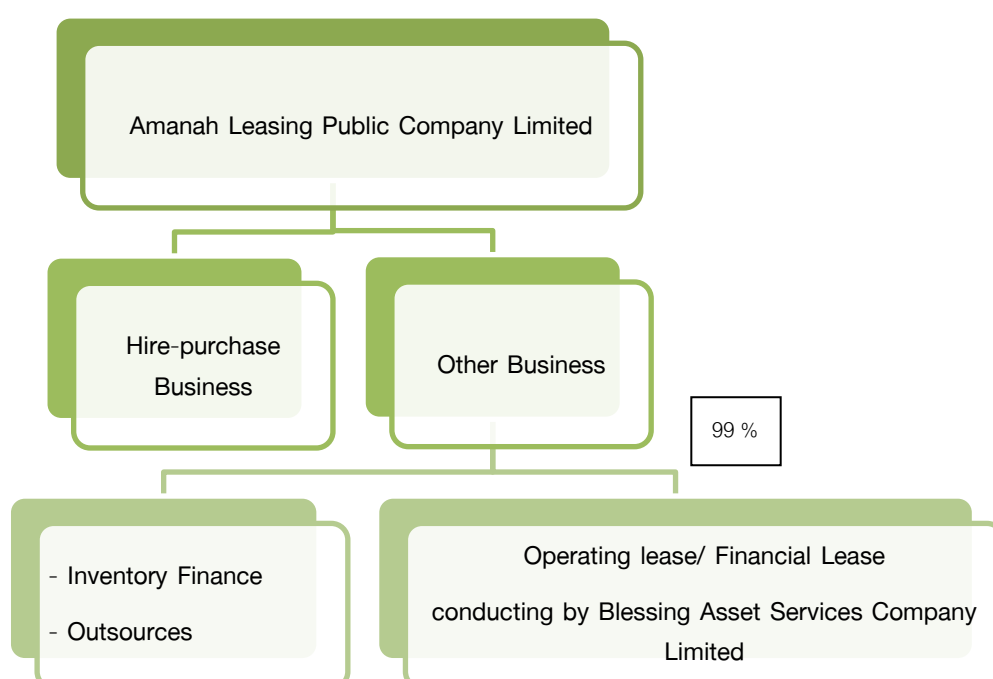 Amanah Leasing Public Company Limited
Hire-purchase
Business
Other Business
99 %
- Inventory Finance
- Outsources
Operating lease/ Financial Lease
conducting by Blessing Asset Services Company
Limited